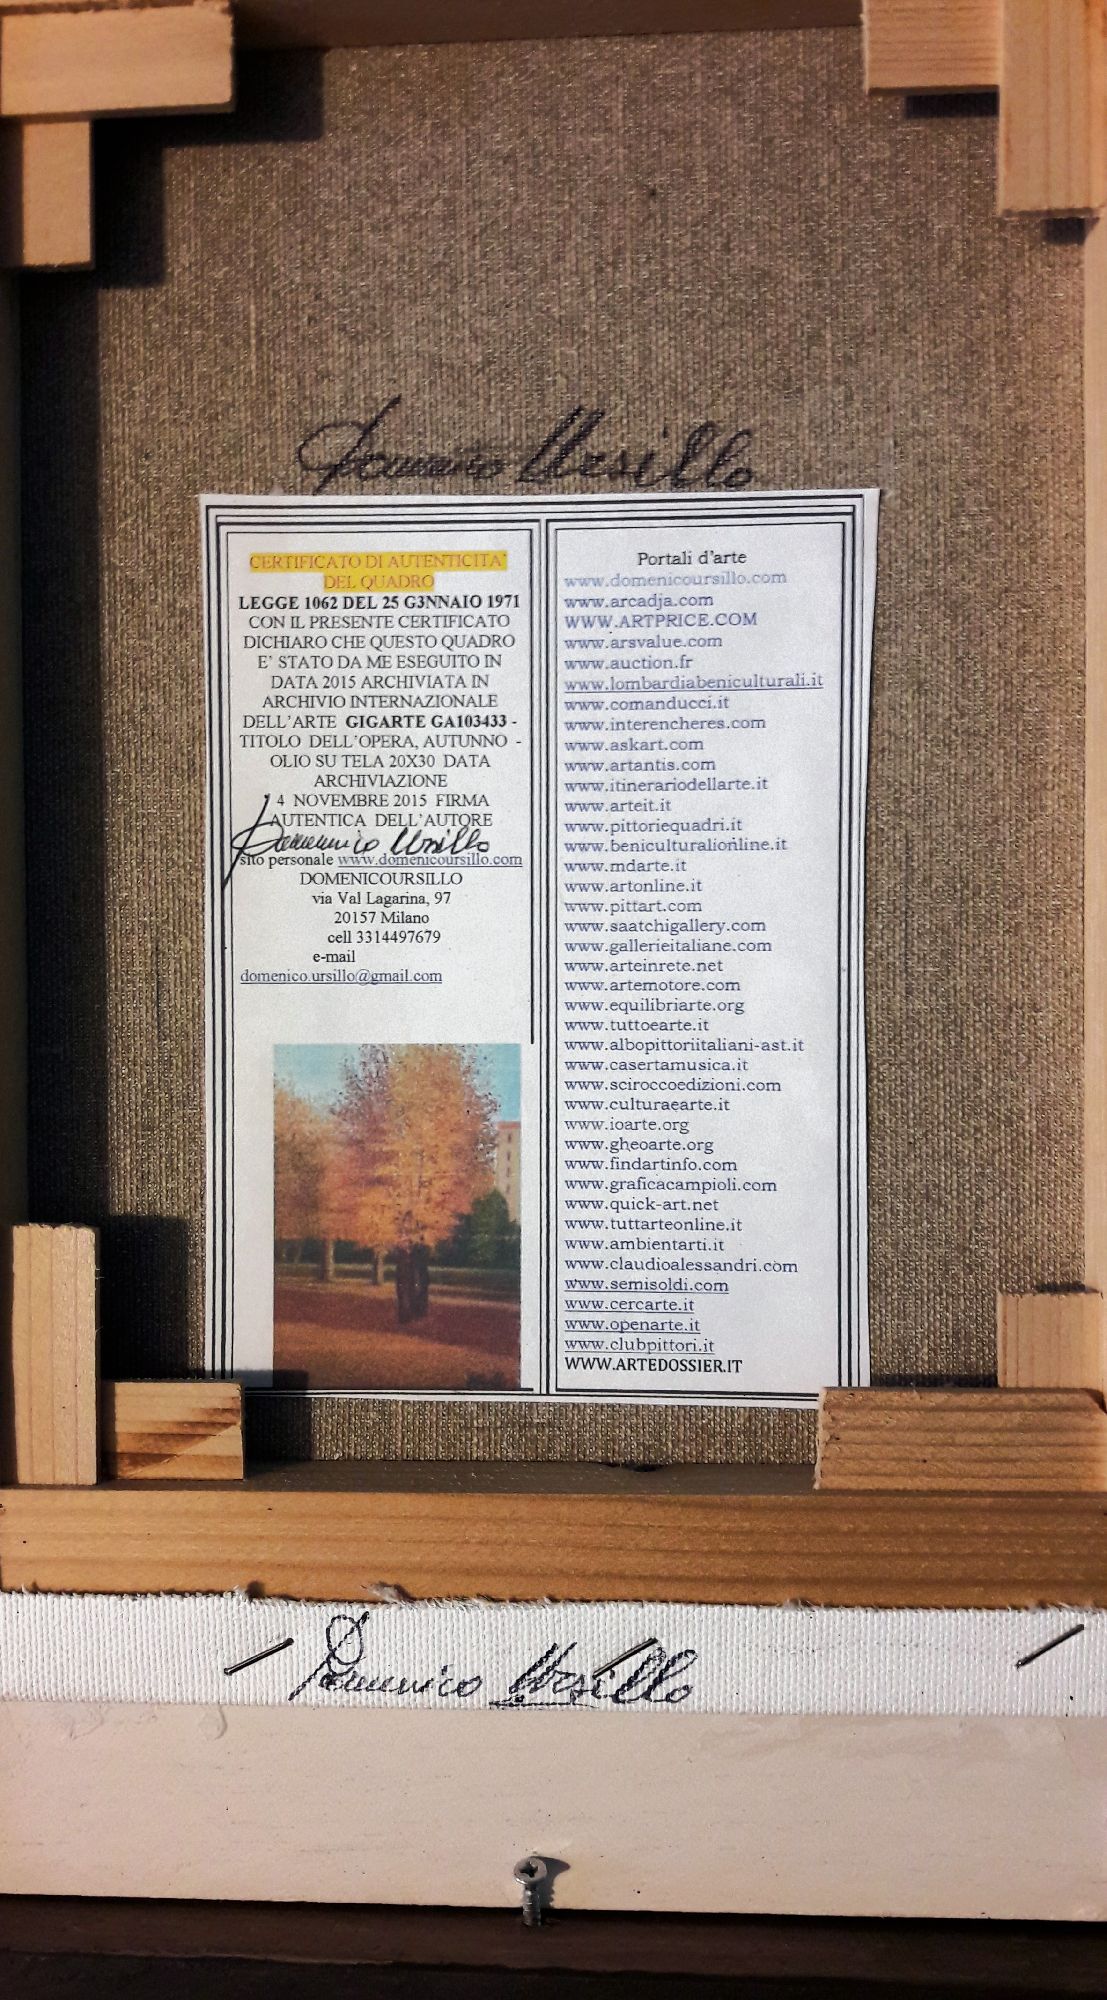 Domenico Ursillo
CERTIFICATO DI AUTENTICITA'
DEL QUADRO
LEGGE 1062 DEL 25 G3NNAIO 1971
CON IL PRESENTE CERTIFICATO
DICHIARO CHE QUESTO QUADRO
E' STATO DA ME ESEGUITO IN
DATA 2015 ARCHIVIATA IN
ARCHIVIO INTERNAZIONALE
DELL'ARTE GIGARTE GA103433 -
TITOLO DELL'OPERA, AUTUNNO -
OLIO SU TELA 20X30 DATA
ARCHIVIAZIONE
4 NOVEMBRE 2015 FIRMA
AUTENTICA DELL'AUTORE
Domenico Ursillo
sito personale www.domenicoursillo.com
DOMENICOURSILLO
via Val Lagarina, 97
20157 Milano
cell 3314497679
e-mail
domenico.ursillo@gmail.com
Portali d'arte
www.domenicoursillo.com
www.arcadja.com
WWW.ARTPRICE.COM
www.arsvalue.com
www.auction.fr
www.lombardiabeniculturali.it
www.comanducci.it
www.interencheres.com
www.askart.com
www.artantis.com
www.itinerariodellarte.it
www.arteit.it
www.pittoriequadri.it
www.beniculturalionline.it
www.mdarte.it
www.artonline.it
www.pittart.com
www.saatchigallery.com
www.gallerieitaliane.com
www.arteinrete.net
www.artemotore.com
www.equilibriarte.org
www.tuttoearte.it
www.albopittoriitaliani-ast.it
www.casertamusica.it
www.sciroccoedizioni.com
www.culturaearte.it
www.ioarte.org
www.gheoarte.org
www.findartinfo.com
www.graficacampioli.com
www.quick-art.net
www.tuttarteonline.it
www.ambientarti.it
www.claudioalessandri.com
www.semisoldi.com
www.cercarte.it
www.openarte.it
www.clubpittori.it
WWW.ARTEDOSSIER.IT
Domenico Ursillo